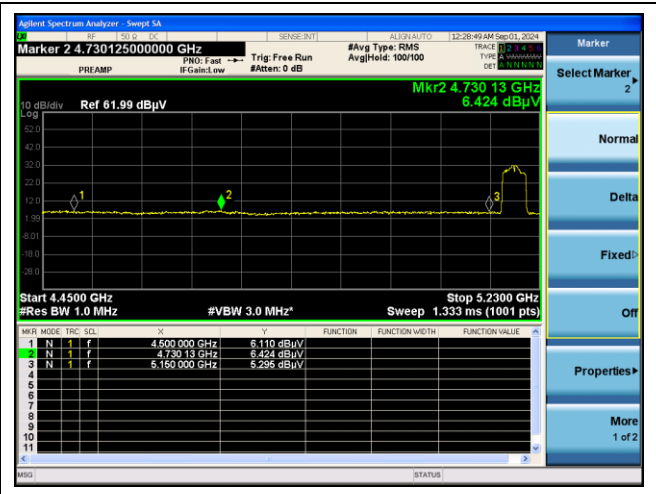 Agilent Spectrum Analyzer - Swept SA
RF 50 Ω DC SENSE:INT ALIGN AUTO 12:28:49 AM Sep 01, 2024
Marker 2 4.730125000000 GHz
#Avg Type: RMS
TRACE 1 2 3 4 5 6
PREAMP
PNO: Fast
IFGain:Low
Trig: Free Run
#Atten: 0 dB
Avg|Hold: 100/100
TYPE A
DET A N N N N N
Mkr2 4.730 13 GHz
6.424 dBµV
10 dB/div Ref 61.99 dBµV
Log
52.0
42.0
32.0
22.0
12.0
1.99
-8.01
-18.0
-28.0
1
2
3
Start 4.4500 GHz
Stop 5.2300 GHz
#Res BW 1.0 MHz
#VBW 3.0 MHz*
Sweep 1.333 ms (1001 pts)
MKR MODE TRC SCL X Y FUNCTION FUNCTION WIDTH FUNCTION VALUE
1 N 1 f 4.500 000 GHz 6.110 dBµV
2 N 1 f 4.730 13 GHz 6.424 dBµV
3 N 1 f 5.150 000 GHz 5.295 dBµV
4
5
6
7
8
9
10
11
MSG STATUS
Marker
Select Marker
2
Normal
Delta
Fixed
Off
Properties
More
1 of 2